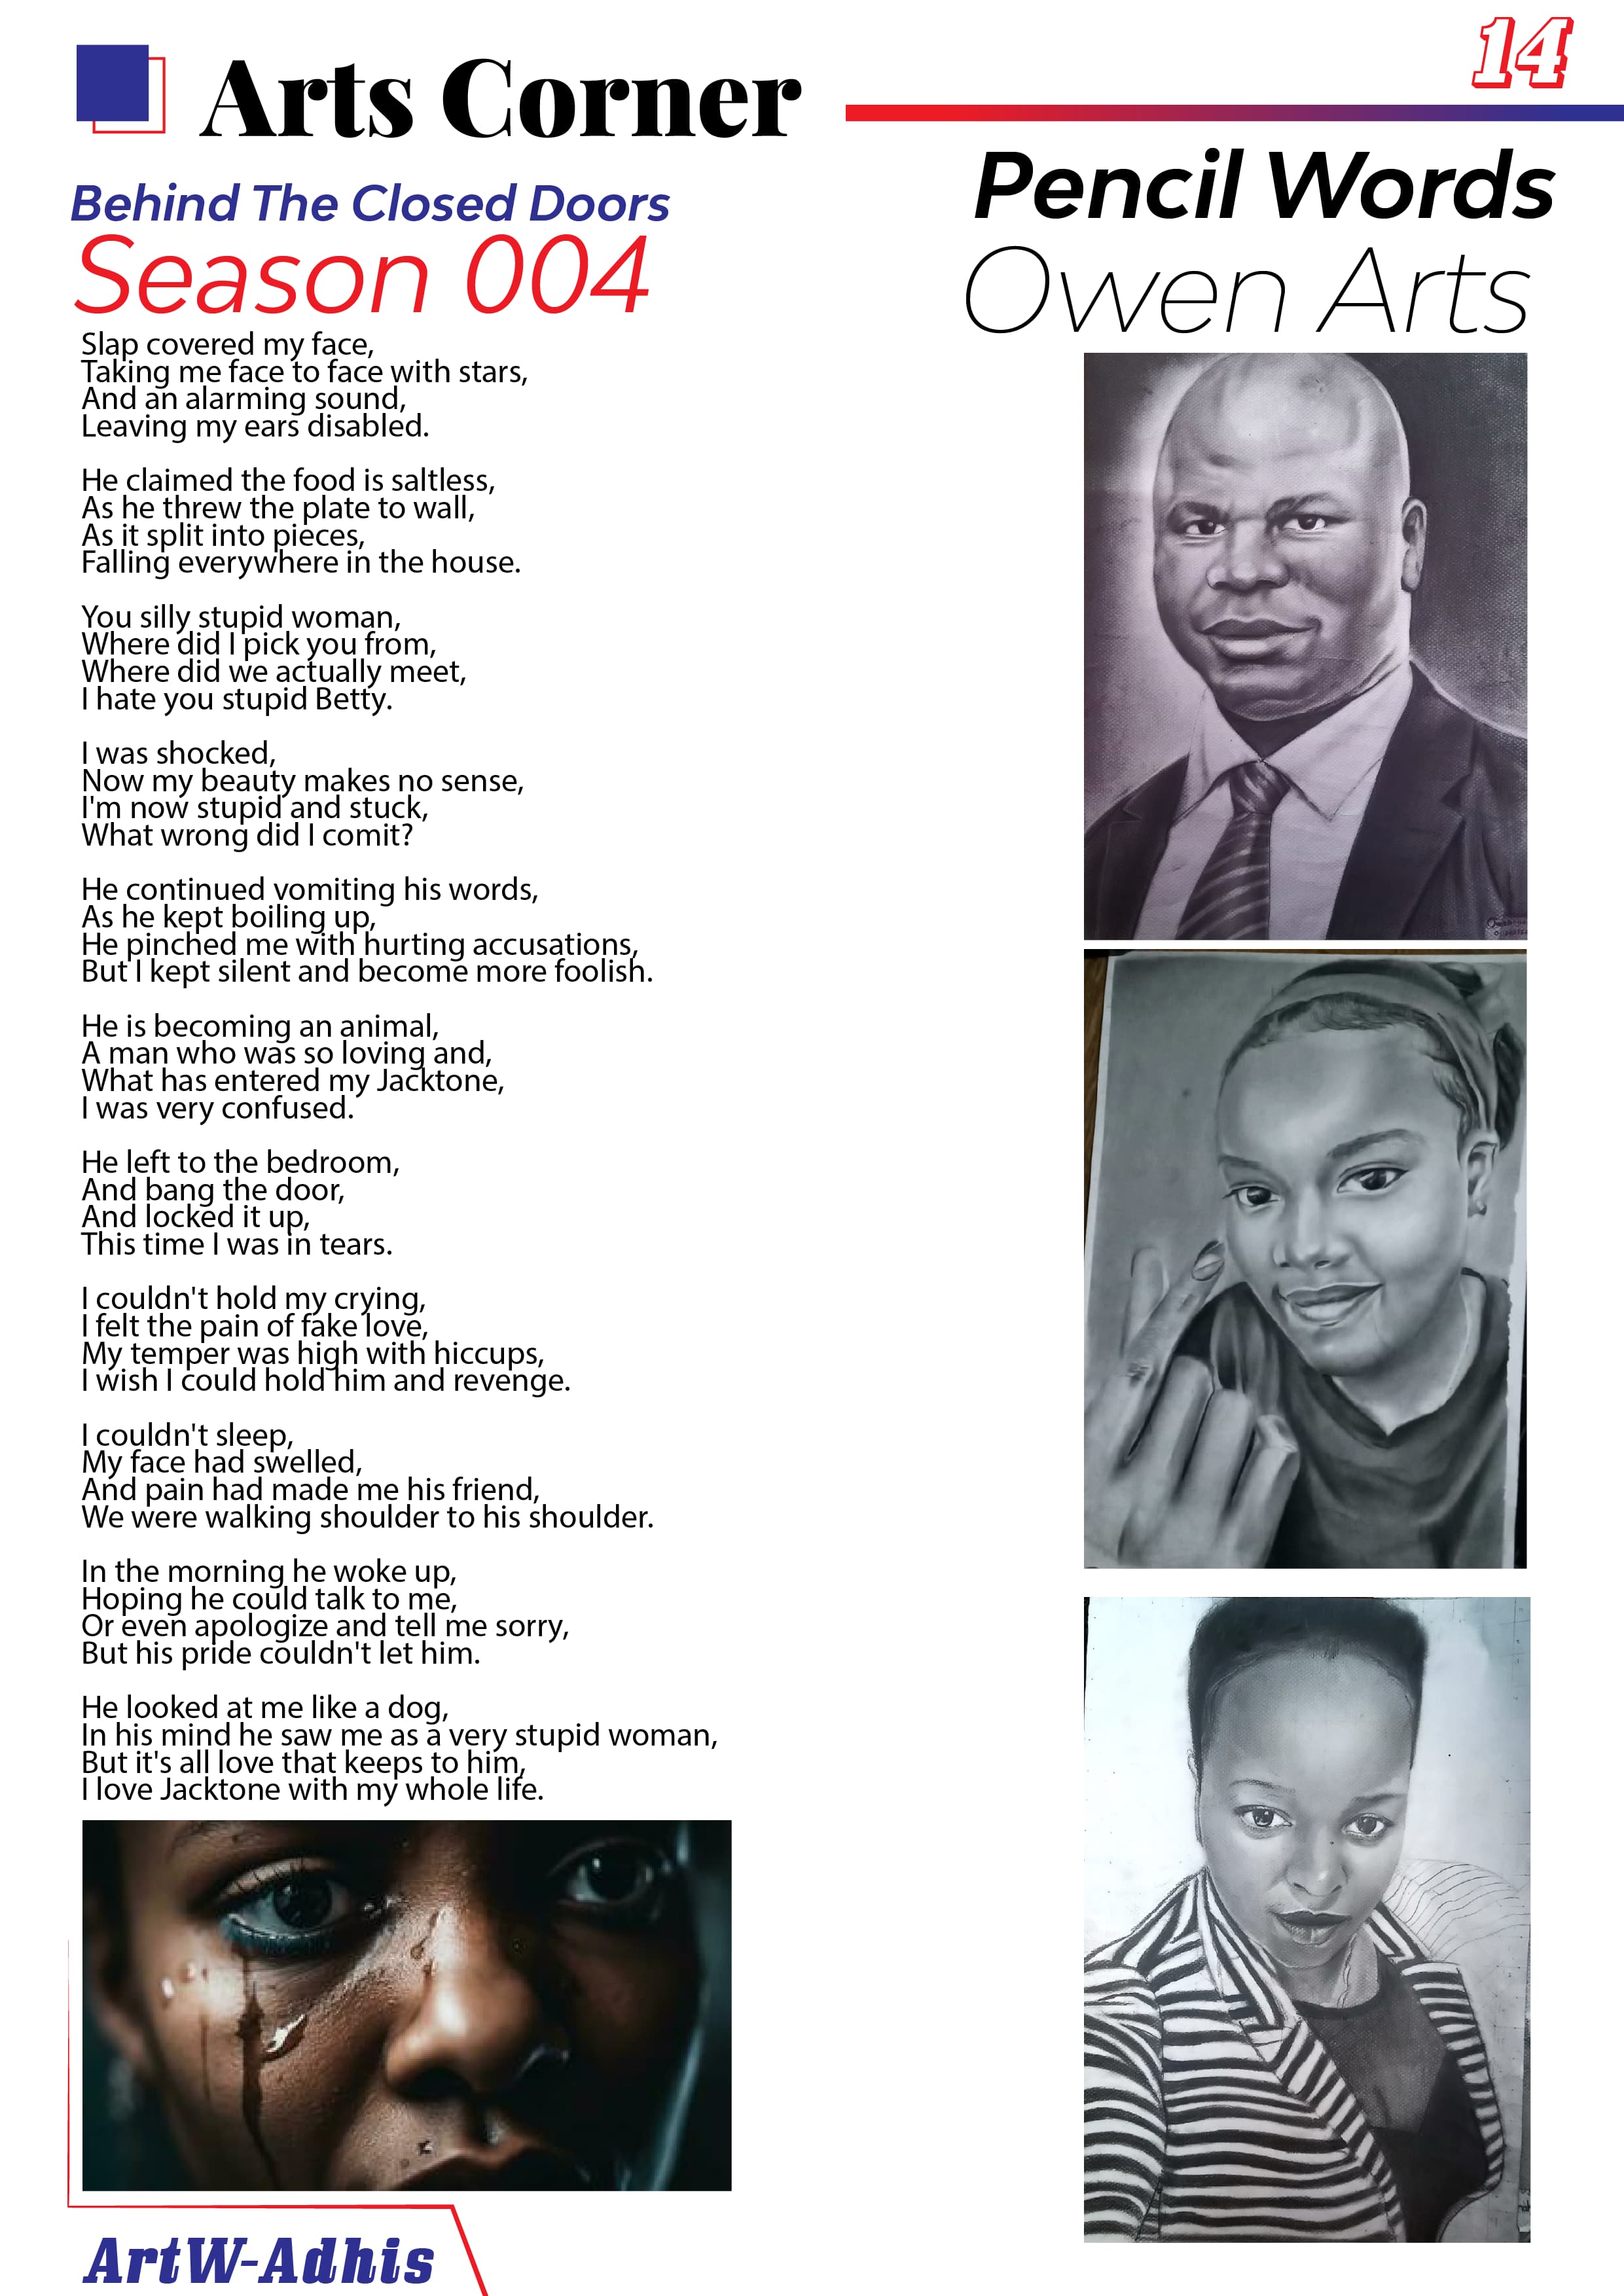 14
Arts Corner
Behind The Closed Doors
Season 004
Slap covered my face,
Taking me face to face with stars,
And an alarming sound,
Leaving my ears disabled.
He claimed the food is saltless,
As he threw the plate to wall,
As it split into pieces,
Falling everywhere in the house.
You silly stupid woman,
Where did I pick you from,
Where did we actually meet,
I hate you stupid Betty.
I was shocked,
Now my beauty makes no sense,
I'm now stupid and stuck,
What wrong did I comit?
He continued vomiting his words,
As he kept boiling up,
He pinched me with hurting accusations,
But I kept silent and become more foolish.
He is becoming an animal,
A man who was so loving and,
What has entered my Jacktone,
I was very confused.
He left to the bedroom,
And bang the door,
And locked it up,
This time I was in tears.
I couldn't hold my crying,
I felt the pain of fake love,
My temper was high with hiccups,
I wish I could hold him and revenge.
I couldn't sleep,
My face had swelled,
And pain had made me his friend,
We were walking shoulder to his shoulder.
In the morning he woke up,
Hoping he could talk to me,
Or even apologize and tell me sorry,
But his pride couldn't let him.
He looked at me like a dog,
In his mind he saw me as a very stupid woman,
But it's all love that keeps to him,
I love Jacktone with my whole life.
ArtW-Adhis
Pencil Words
Owen Arts